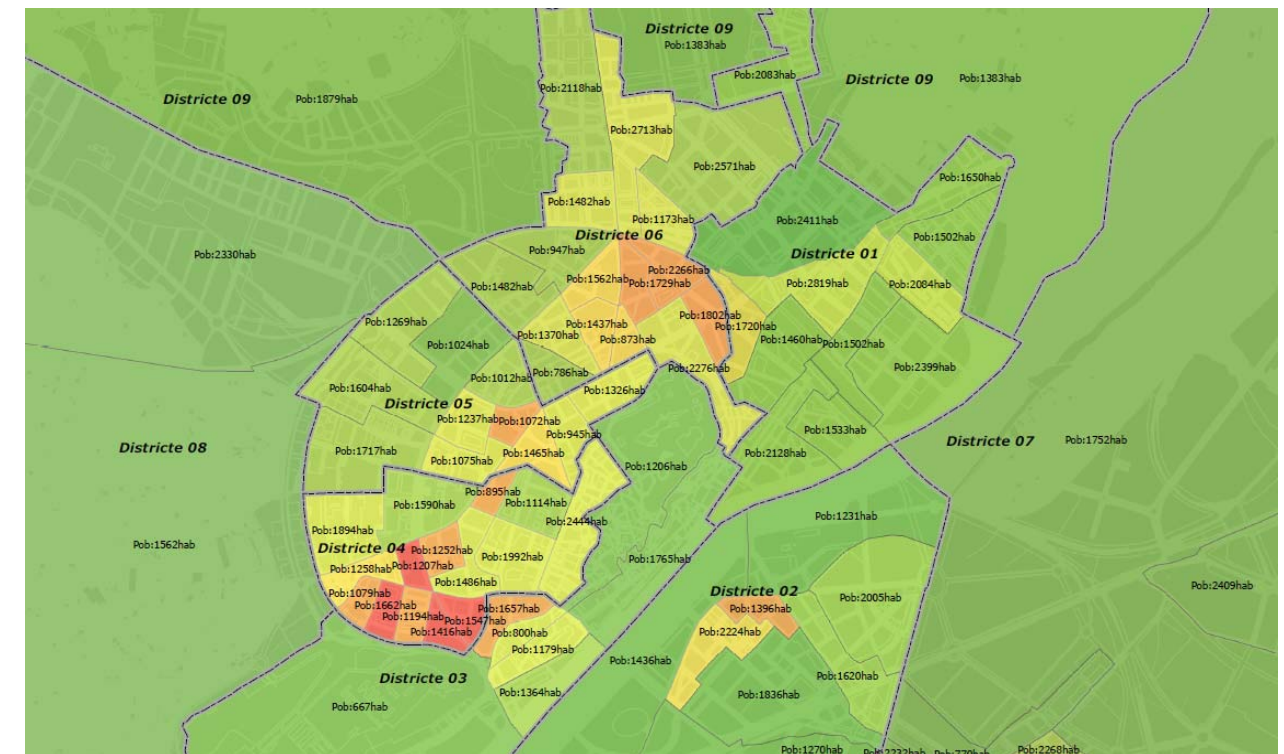 Districte 09
Pob:1383hab
Pob:2083hab
Districte 09
Pob:1383hab
Pob:2118hab
Districte 09
Pob:1879hab
Pob:2713hab
Pob:2571hab
Pob:1650hab
Pob:1482hab
Pob:1173hab
Pob:2411hab
Districte 06
Pob:1502hab
Pob:947hab
Districte 01
Pob:2330hab
Pob:2266hab
Pob:1562hab
Pob:1729hab
Pob:2819hab
Pob:2084hab
Pob:1482hab
Pob:1802hab
Pob:1269hab
Pob:1437hab
Pob:1720hab
Pob:1370hab
Pob:873hab
Pob:1460hab
Pob:1502hab
Pob:1024hab
Pob:2276hab
Pob:2399hab
Pob:786hab
Pob:1012hab
Pob:1604hab
Pob:1326hab
Districte 05
Pob:1237hab
Pob:1072hab
Pob:945hab
Pob:1533hab
Districte 07
Pob:1752hab
Districte 08
Pob:1717hab
Pob:1465hab
Pob:2128hab
Pob:1075hab
Pob:1206hab
Pob:895hab
Pob:1590hab
Pob:1114hab
Pob:1231hab
Pob:2444hab
Pob:1894hab
Pob:1562hab
Districte 04
Pob:1252hab
Pob:1992hab
Pob:1765hab
Pob:1207hab
Pob:1258hab
Pob:1486hab
Pob:2409hab
Districte 02
Pob:1079hab
Pob:2005hab
Pob:1662hab
Pob:1657hab
Pob:1396hab
Pob:1194hab
Pob:1547hab
Pob:1416hab
Pob:800hab
Pob:2224hab
Pob:1179hab
Pob:1436hab
Districte 03
Pob:1620hab
Pob:1364hab
Pob:1836hab
Pob:667hab
Pob:1270hab
Pob:2232hab
Pob:770hab
Pob:2268hab